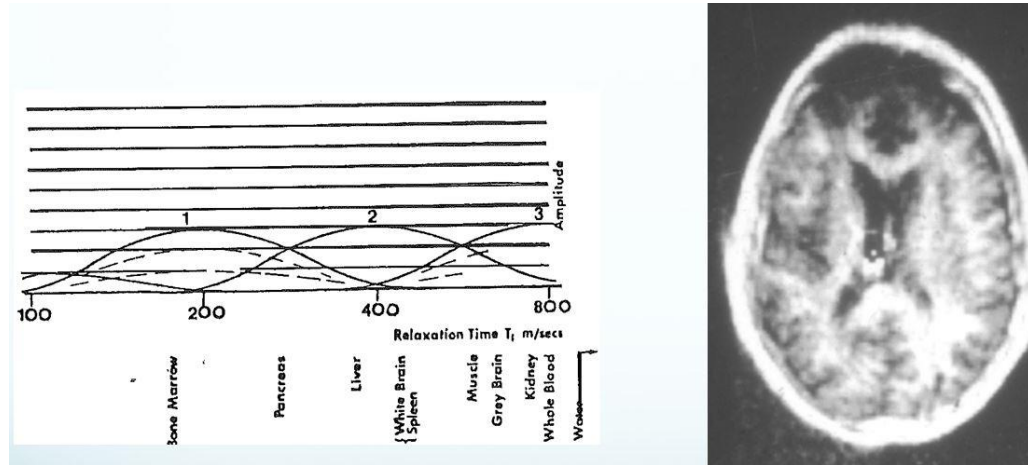 1
2
3
Amplitude
100
200
400
800
Relaxation Time T₁ m/secs
Bone Marrow
Pancreas
Liver
{White Brain
{Spleen
Muscle
Grey Brain
Kidney
Whole Blood
Water